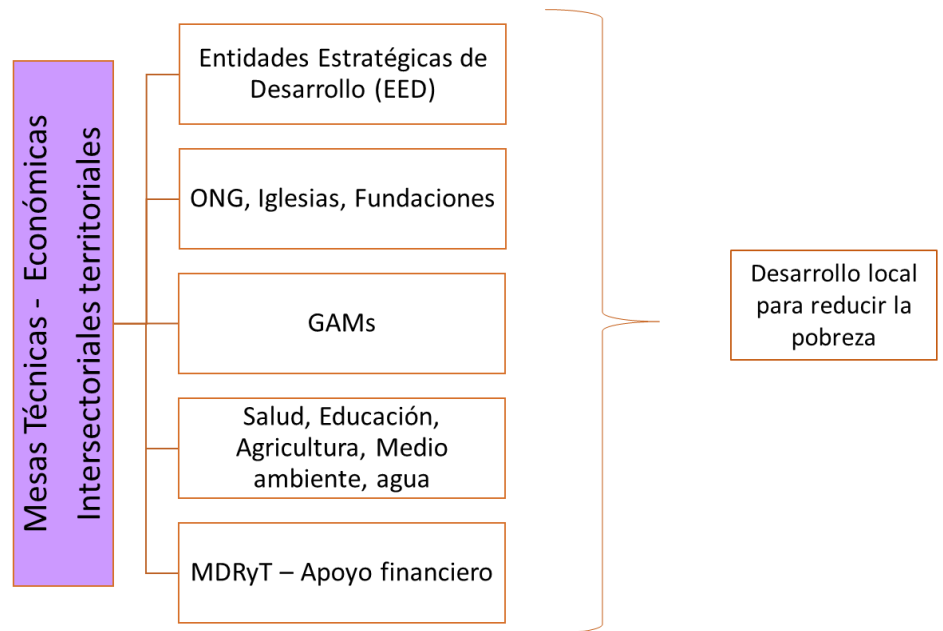 Mesas Técnicas - Económicas
Intersectoriales territoriales
Entidades Estratégicas de
Desarrollo (EED)
ONG, Iglesias, Fundaciones
GAMs
Salud, Educación,
Agricultura, Medio
ambiente, agua
MDRyT – Apoyo financiero
Desarrollo local
para reducir la
pobreza